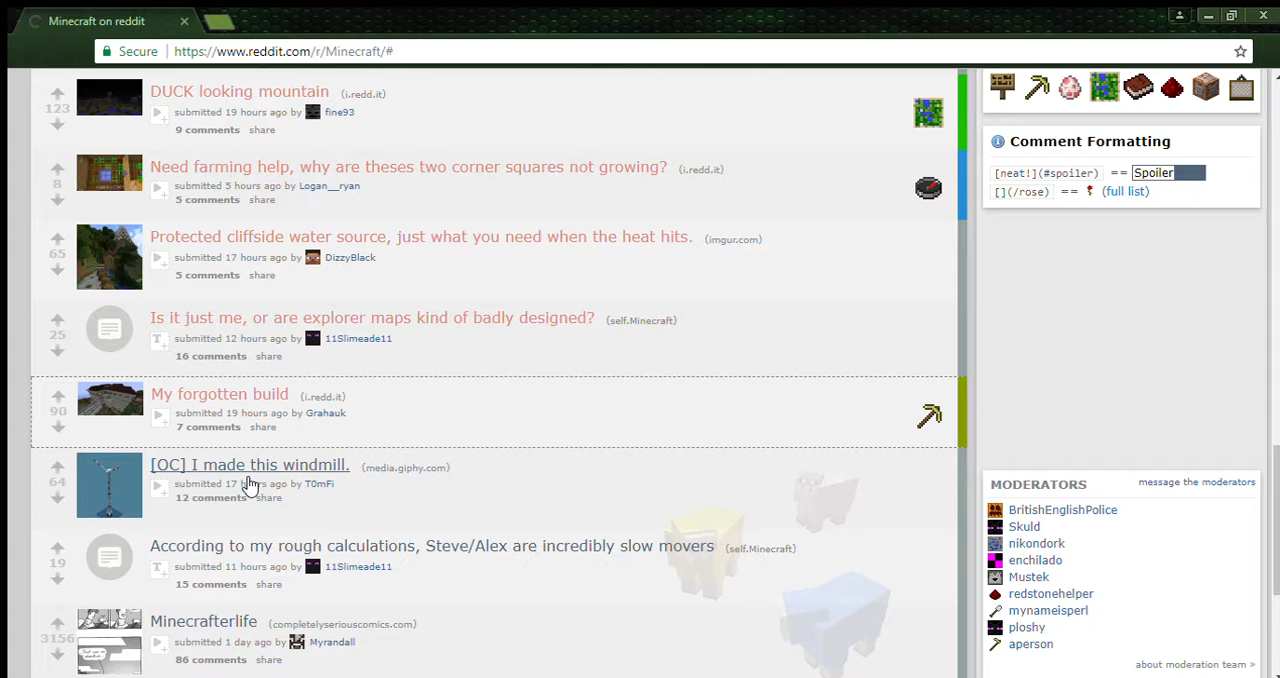 Minecraft on reddit
Secure https://www.reddit.com/r/Minecraft/#
DUCK looking mountain (i.redd.it)
123
submitted 19 hours ago by fine93
9 comments share
Need farming help, why are theses two corner squares not growing? (i.redd.it)
8
submitted 5 hours ago by Logan__ryan
5 comments share
Protected cliffside water source, just what you need when the heat hits. (imgur.com)
65
submitted 17 hours ago by DizzyBlack
5 comments share
Is it just me, or are explorer maps kind of badly designed? (self.Minecraft)
25
submitted 12 hours ago by 11Slimeade11
16 comments share
My forgotten build (i.redd.it)
90
submitted 19 hours ago by Grahauk
7 comments share
[OC] I made this windmill. (media.giphy.com)
64
submitted 17 hours ago by T0mFi
12 comments share
According to my rough calculations, Steve/Alex are incredibly slow movers (self.Minecraft)
19
submitted 11 hours ago by 11Slimeade11
15 comments share
Minecrafterlife (completelyseriouscomics.com)
3156
submitted 1 day ago by Myrandall
86 comments share
Comment Formatting
[neat!](#spoiler) == Spoiler
[](/rose) == (full list)
MODERATORS message the moderators
BritishEnglishPolice
Skuld
nikondork
enchilado
Mustek
redstonehelper
mynameisperl
ploshy
aperson
about moderation team »